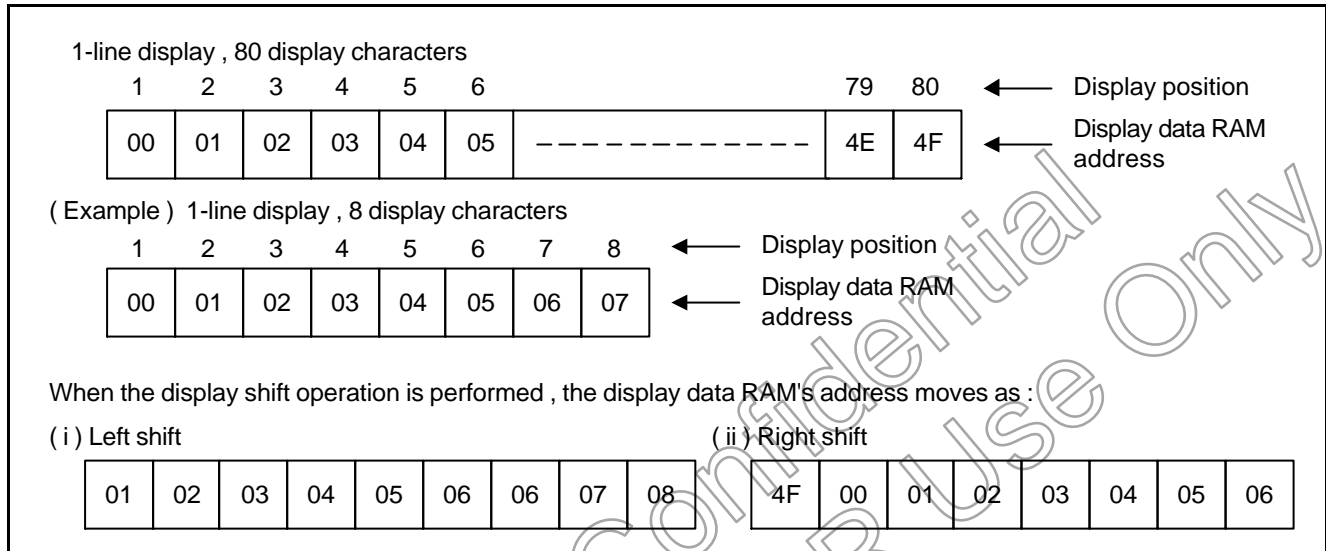 1-line display , 80 display characters
1 2 3 4 5 6 79 80 Display position
00 01 02 03 04 05 4E 4F Display data RAM address
( Example ) 1-line display , 8 display characters
1 2 3 4 5 6 7 8 Display position
00 01 02 03 04 05 06 07 Display data RAM address
When the display shift operation is performed , the display data RAM's address moves as :
( i ) Left shift ( ii ) Right shift
01 02 03 04 05 06 06 07 08 4F 00 01 02 03 04 05 06
Confidential
R Use Only